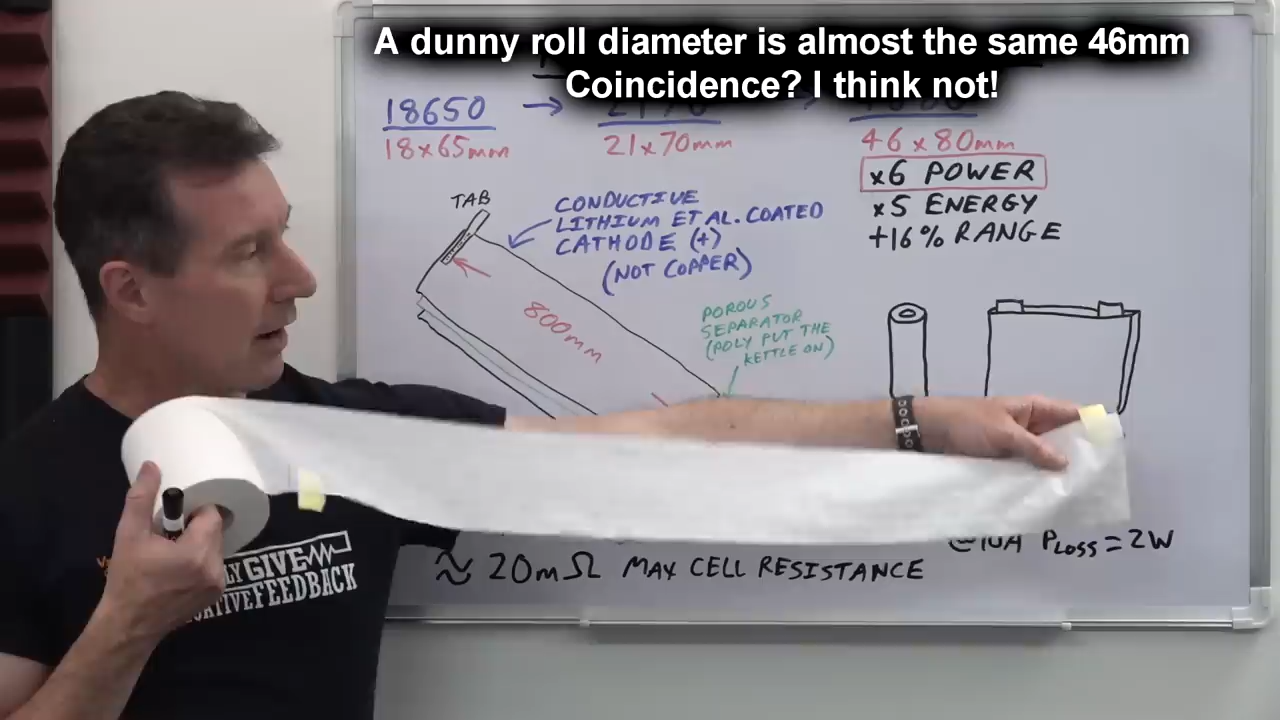 A dunny roll diameter is almost the same 46mm
Coincidence? I think not!
18650 →
18x65mm
21x70mm
46x80mm
x6 POWER
x5 ENERGY
+16% RANGE
TAB
CONDUCTIVE
LITHIUM ET AL. COATED
CATHODE (+)
(NOT COPPER)
800mm
POROUS
SEPARATOR
(POLY PUT THE
KETTLE ON)
@10A PLOSS = 2W
≈ 20mΩ MAX CELL RESISTANCE
GIVE
FEEDBACK